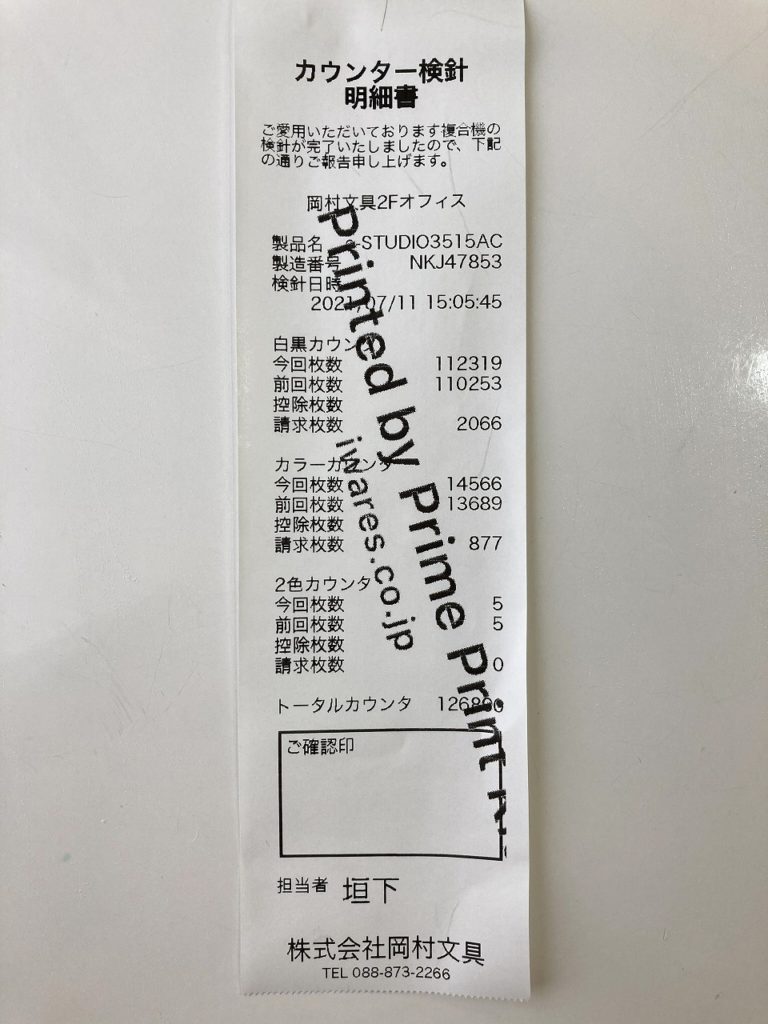 カウンター検針
明細書
ご愛用いただいております複合機の
検針が完了いたしましたので、下記
の通りご報告申し上げます。
岡村文具2Fオフィス
製品名 e-STUDIO3515AC
製造番号 NKJ47853
検針日時
2021/07/11 15:05:45
白黒カウンタ
今回枚数 112319
前回枚数 110253
控除枚数
請求枚数 2066
カラーカウンタ
今回枚数 14566
前回枚数 13689
控除枚数
請求枚数 877
2色カウンタ
今回枚数 5
前回枚数 5
控除枚数
請求枚数 0
トータルカウンタ 126890
ご確認印
担当者 垣下
株式会社岡村文具
TEL 088-873-2266
Printed by Prime Print
iwares.co.jp